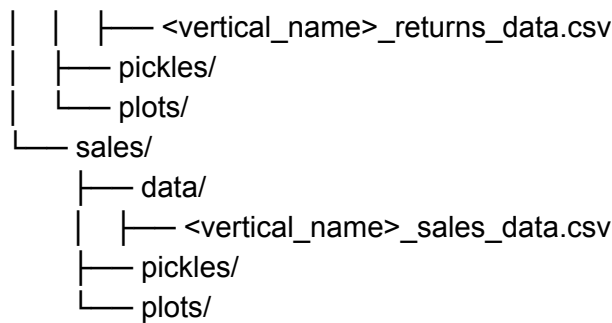 │ │ ├── <vertical_name>_returns_data.csv
│ ├── pickles/
│ └── plots/
└── sales/
├── data/
│ ├── <vertical_name>_sales_data.csv
├── pickles/
└── plots/